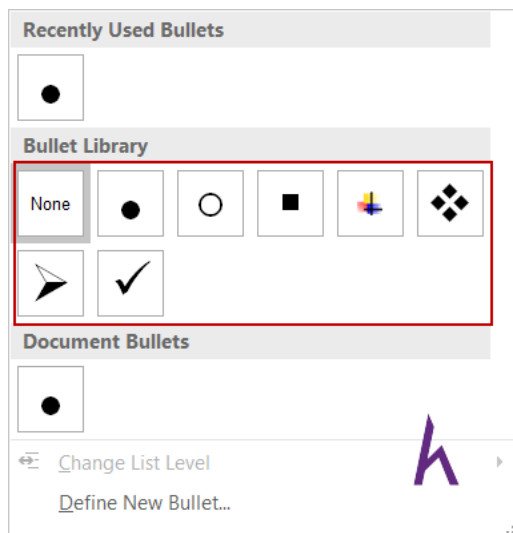 Recently Used Bullets
Bullet Library
None
Document Bullets
Change List Level
Define New Bullet...